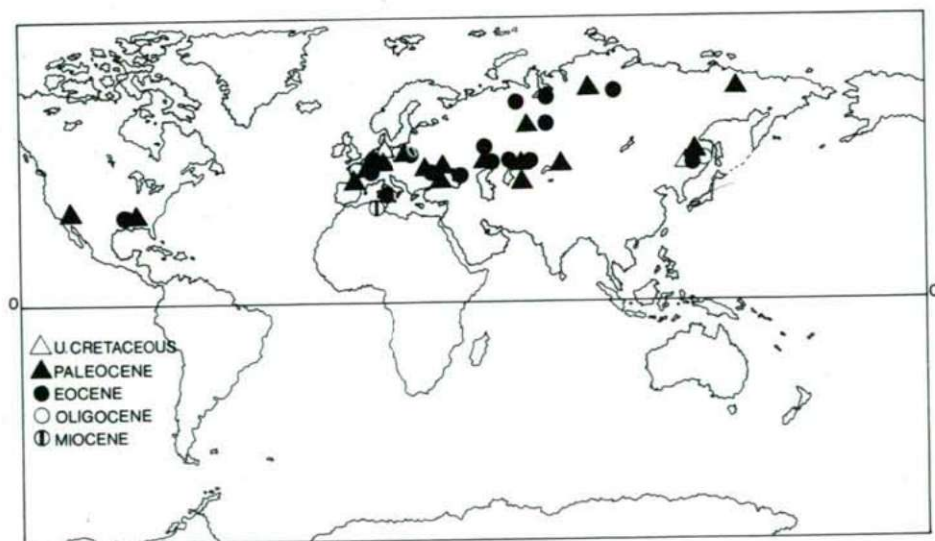 0 0
△ U. CRETACEOUS
▲ PALEOCENE
● EOCENE
○ OLIGOCENE
⦶ MIOCENE